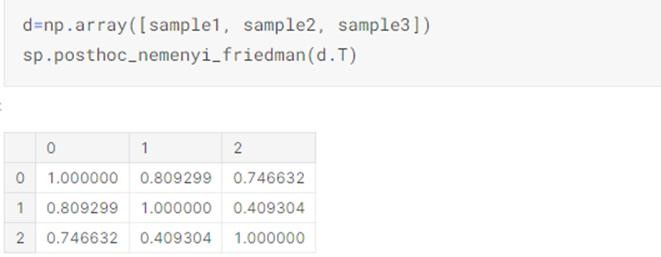 d=np.array([sample1, sample2, sample3])
sp.posthoc_nemenyi_friedman(d.T)
0 1 2
0 1.000000 0.809299 0.746632
1 0.809299 1.000000 0.409304
2 0.746632 0.409304 1.000000